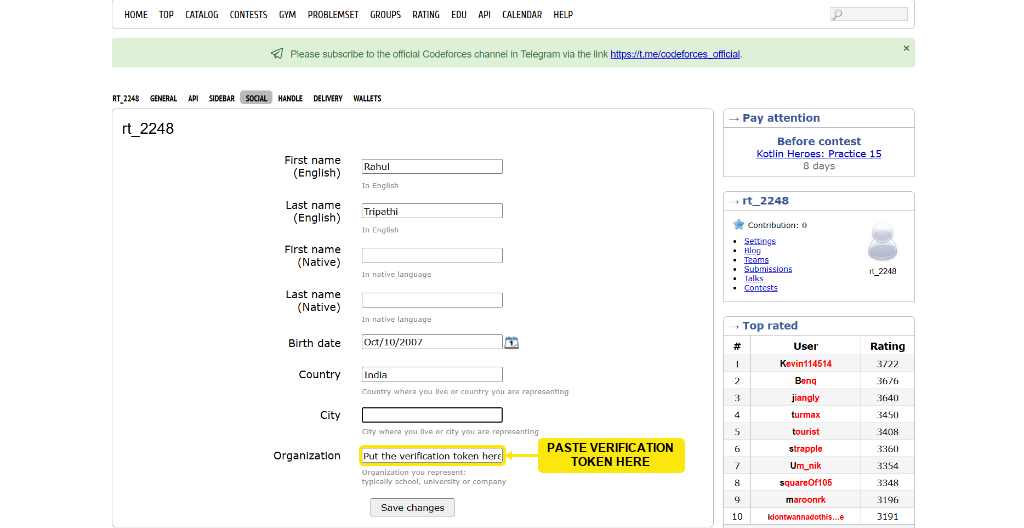 HOME TOP CATALOG CONTESTS GYM PROBLEMSET GROUPS RATING EDU API CALENDAR HELP
Please subscribe to the official Codeforces channel in Telegram via the link https://t.me/codeforces_official.
×
RT_2248 GENERAL API SIDEBAR SOCIAL HANDLE DELIVERY WALLETS
rt_2248
First name
(English)
Rahul
In English
Last name
(English)
Tripathi
In English
First name
(Native)
In native language
Last name
(Native)
In native language
Birth date
Oct/10/2007
Country
India
Country where you live or country you are representing
City
City where you live or city you are representing
Organization
Put the verification token here
PASTE VERIFICATION
TOKEN HERE
Organization you represent:
typically school, university or company
Save changes
→ Pay attention
Before contest
Kotlin Heroes: Practice 15
8 days
→ rt_2248
Contribution: 0
Settings
Blog
Teams
Submissions
Talks
Contests
rt_2248
→ Top rated
# User Rating
1 Kevin114514 3722
2 Benq 3676
3 jiangly 3640
4 turmax 3450
5 tourist 3408
6 strapple 3360
7 Um_nik 3354
8 squareOf105 3348
9 maroonrk 3196
10 idontwannadothis...e 3191